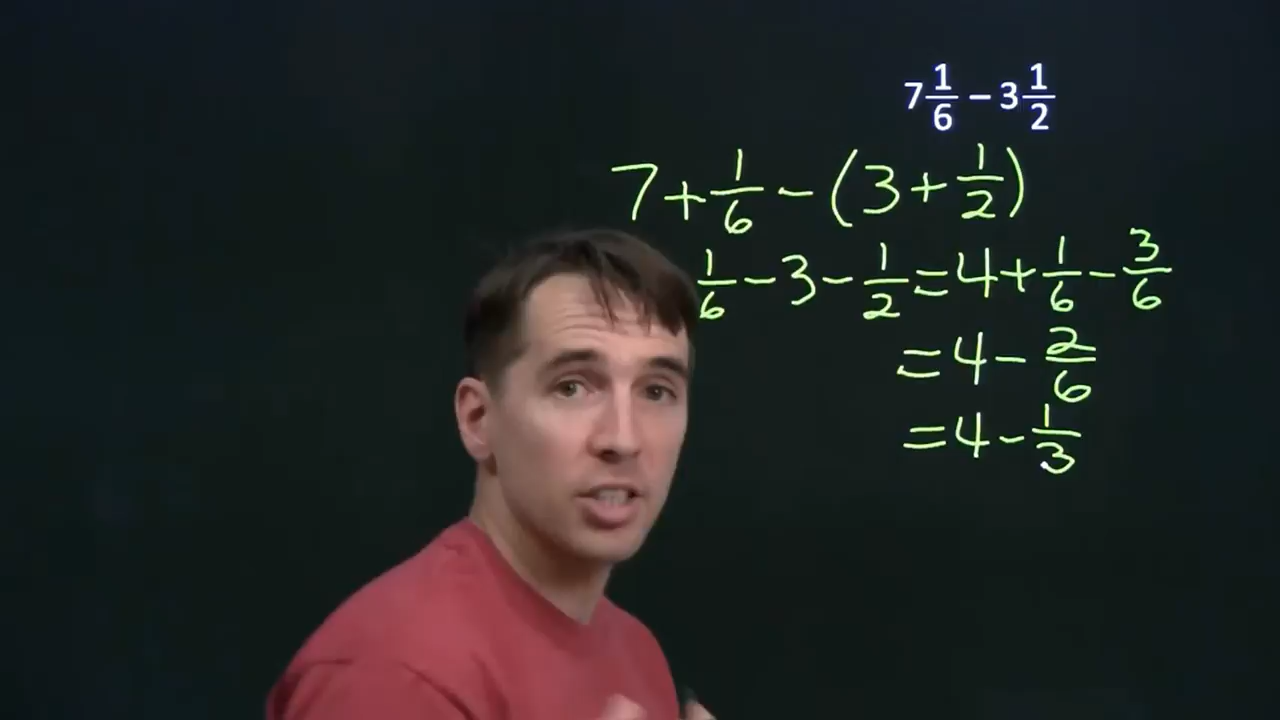 7 1/6 − 3 1/2
7 + 1/6 − (3 + 1/2)
1/6 − 3 − 1/2 = 4 + 1/6 − 3/6
= 4 − 2/6
= 4 − 1/3